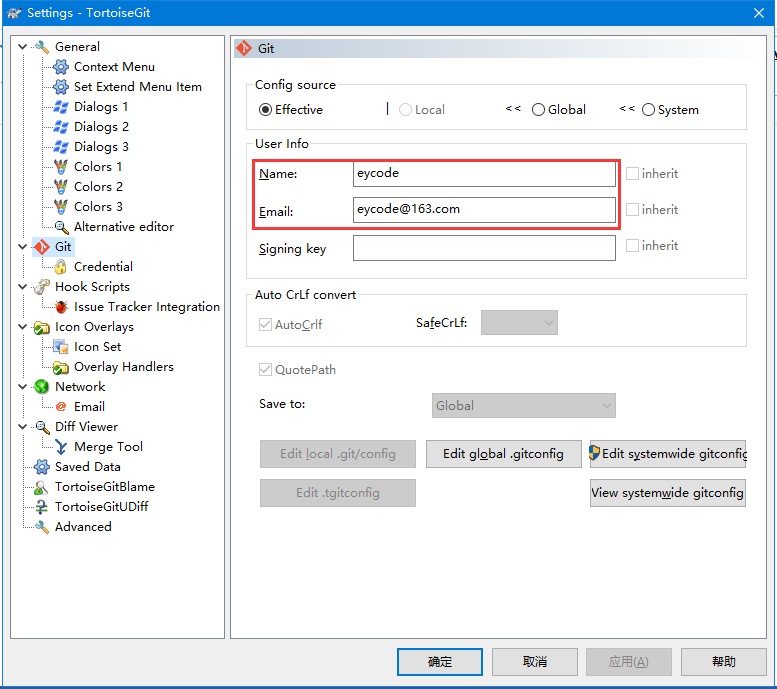 Settings - TortoiseGit
General
Context Menu
Set Extend Menu Item
Dialogs 1
Dialogs 2
Dialogs 3
Colors 1
Colors 2
Colors 3
Alternative editor
Git
Credential
Hook Scripts
Issue Tracker Integration
Icon Overlays
Icon Set
Overlay Handlers
Network
Email
Diff Viewer
Merge Tool
Saved Data
TortoiseGitBlame
TortoiseGitUDiff
Advanced
Git
Config source
Effective | Local << Global << System
User Info
Name: eycode inherit
Email: eycode@163.com inherit
Signing key inherit
Auto CrLf convert
AutoCrlf SafeCrLf:
QuotePath
Save to: Global
Edit local .git/config Edit global .gitconfig Edit systemwide gitconfig
Edit .tgitconfig View systemwide gitconfig
确定 取消 应用(A) 帮助